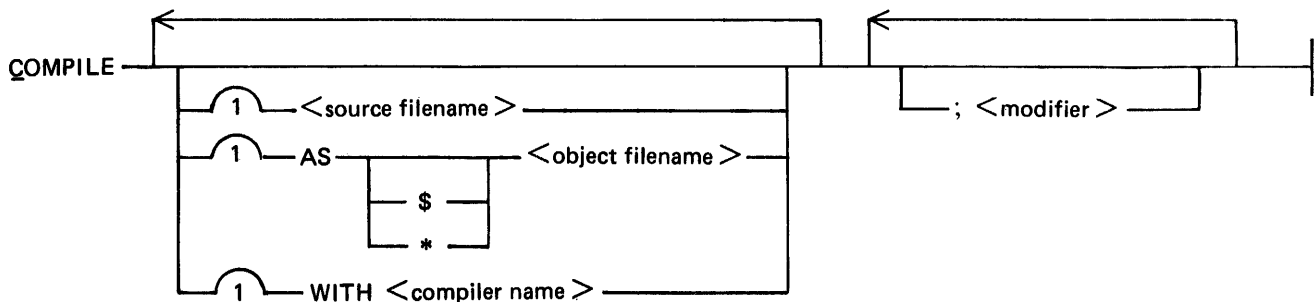 COMPILE
1 <source filename>
; <modifier>
1 AS <object filename>
$
*
1 WITH <compiler name>